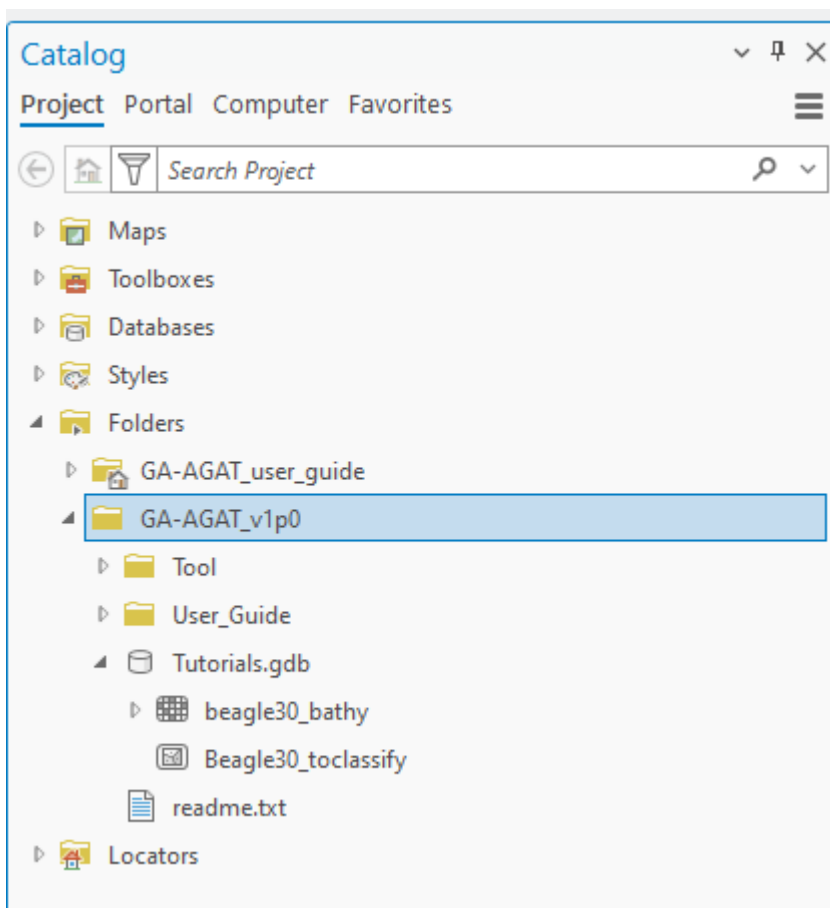 Catalog
Project Portal Computer Favorites
Search Project
Maps
Toolboxes
Databases
Styles
Folders
GA-AGAT_user_guide
GA-AGAT_v1p0
Tool
User_Guide
Tutorials.gdb
beagle30_bathy
Beagle30_toclassify
readme.txt
Locators